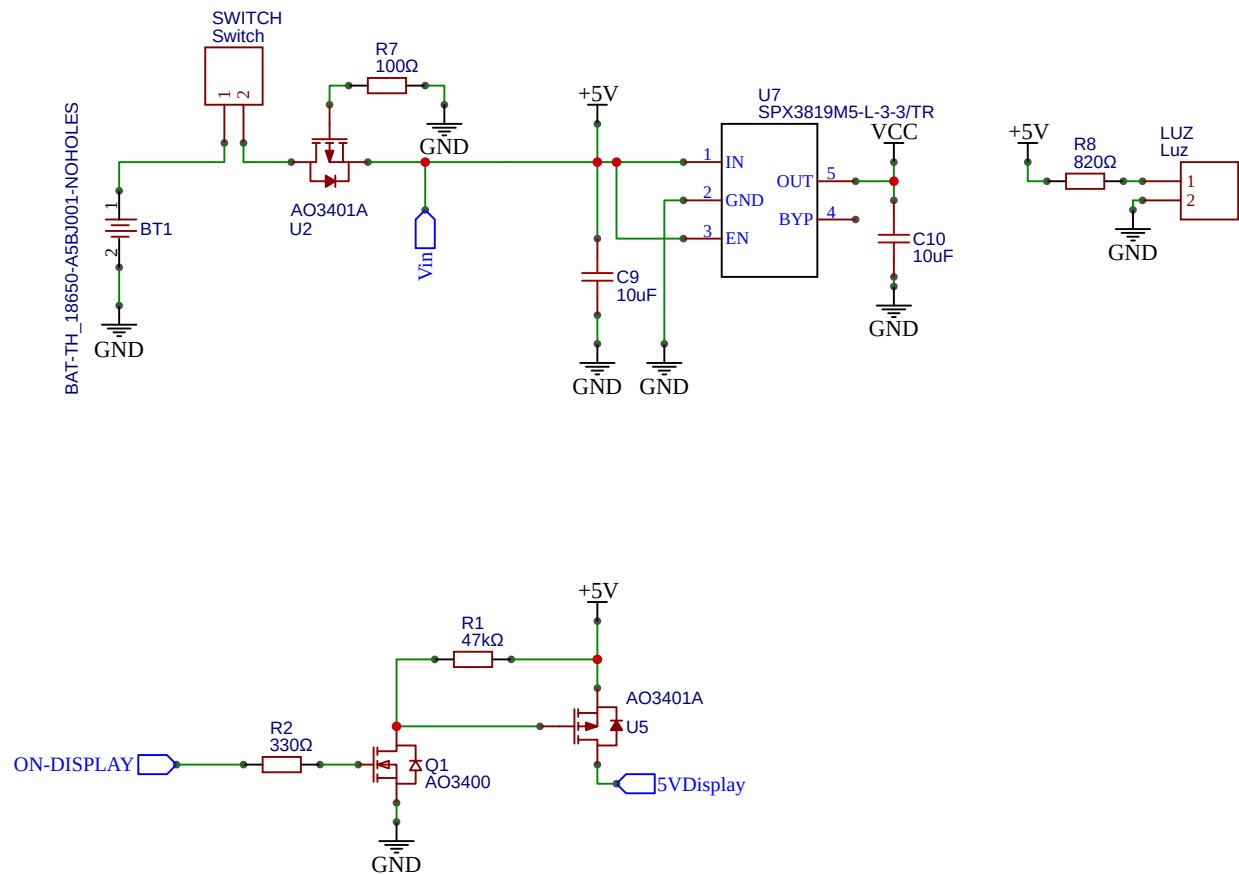 SWITCH
Switch
1
2
R7
100Ω
GND
AO3401A
U2
Vin
1
2
BT1
BAT-TH_18650-A5BJ001-NOHOLES
GND
+5V
C9
10uF
GND
GND
U7
SPX3819M5-L-3-3/TR
1
IN
2
GND
3
EN
OUT
5
BYP
4
VCC
C10
10uF
GND
+5V
R8
820Ω
LUZ
Luz
1
2
GND
+5V
R1
47kΩ
AO3401A
U5
R2
330Ω
ON-DISPLAY
Q1
AO3400
5VDisplay
GND